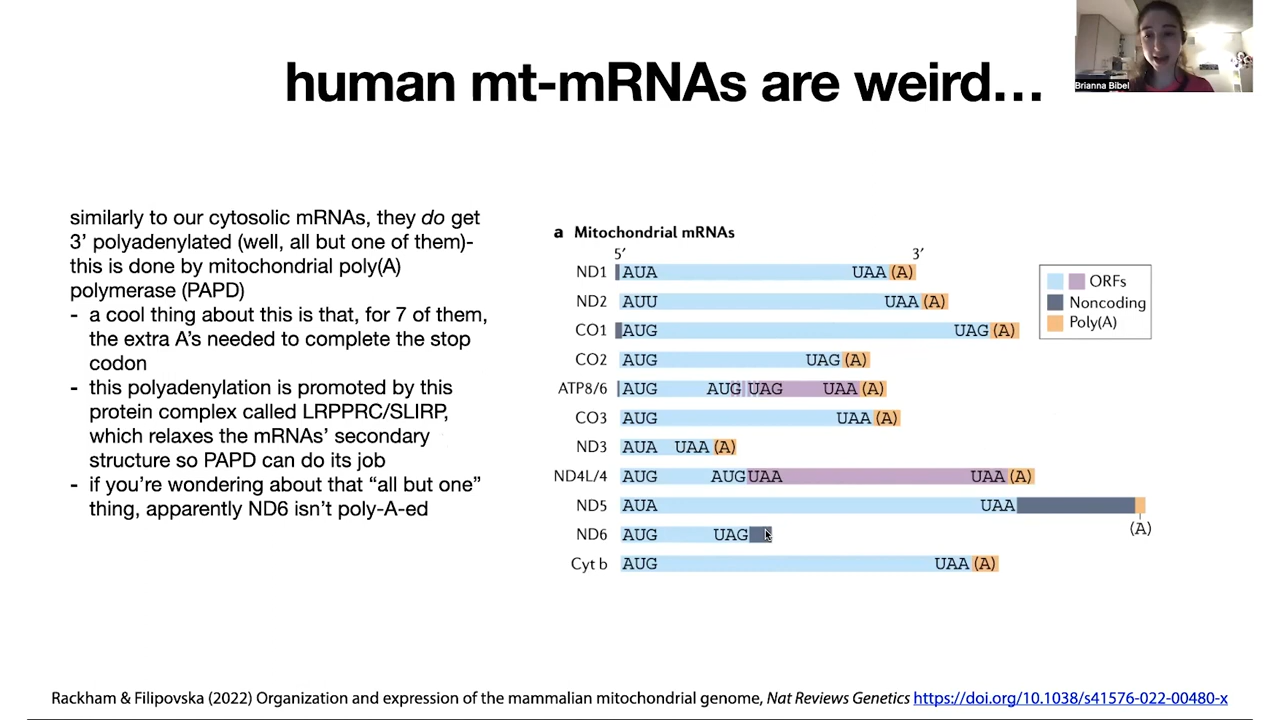 human mt-mRNAs are weird…
Brianna Bibel
similarly to our cytosolic mRNAs, they do get
3’ polyadenylated (well, all but one of them)-
this is done by mitochondrial poly(A)
polymerase (PAPD)
- a cool thing about this is that, for 7 of them,
the extra A’s needed to complete the stop
codon
- this polyadenylation is promoted by this
protein complex called LRPPRC/SLIRP,
which relaxes the mRNAs’ secondary
structure so PAPD can do its job
- if you’re wondering about that “all but one”
thing, apparently ND6 isn’t poly-A-ed
a Mitochondrial mRNAs
5′ 3′
ND1 AUA UAA (A)
ND2 AUU UAA (A)
CO1 AUG UAG (A)
CO2 AUG UAG (A)
ATP8/6 AUG AUG UAG UAA (A)
CO3 AUG UAA (A)
ND3 AUA UAA (A)
ND4L/4 AUG AUG UAA UAA (A)
ND5 AUA UAA
(A)
ND6 AUG UAG
Cyt b AUG UAA (A)
ORFs
Noncoding
Poly(A)
Rackham & Filipovska (2022) Organization and expression of the mammalian mitochondrial genome, Nat Reviews Genetics https://doi.org/10.1038/s41576-022-00480-x